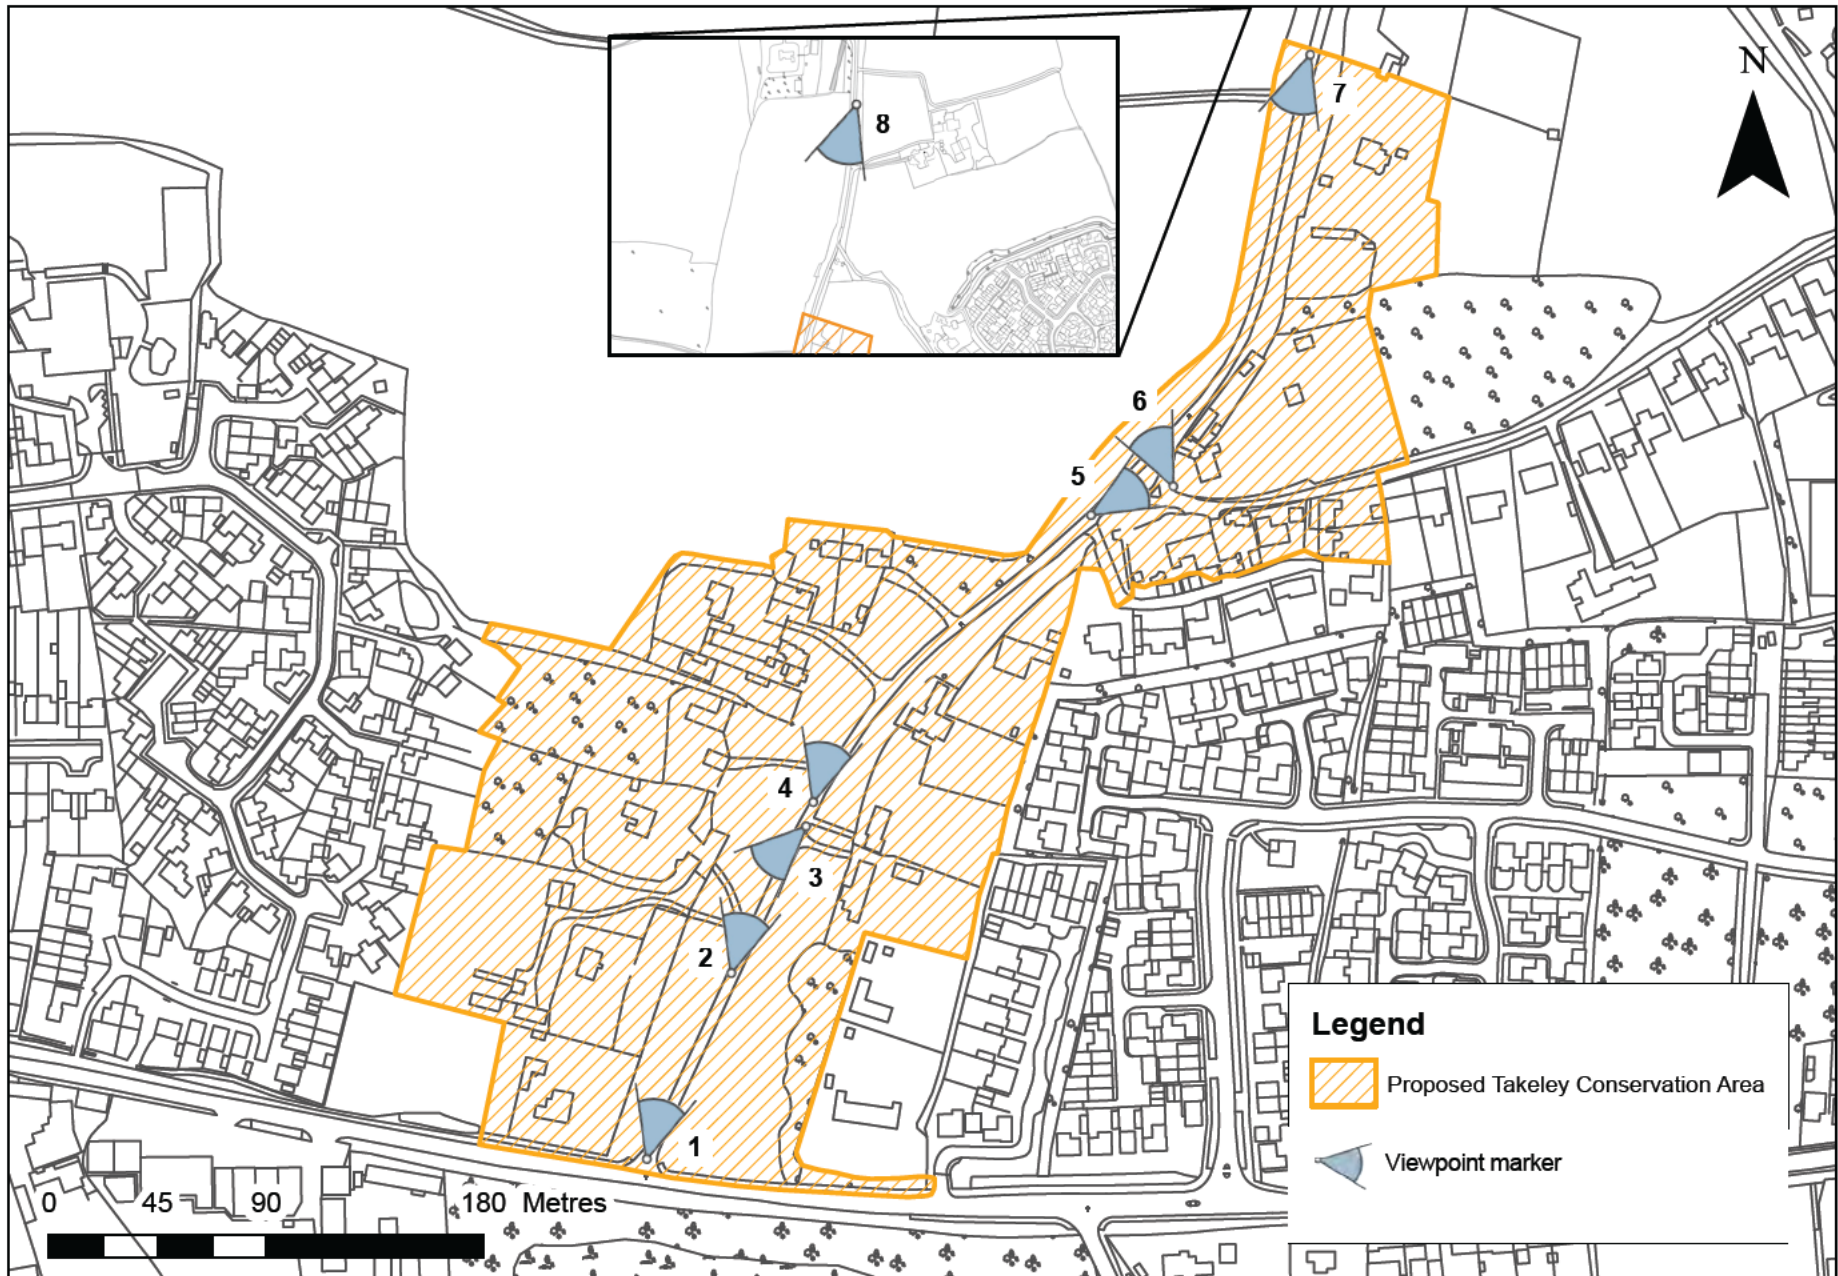 N
8
7
6
5
4
3
2
1
Legend
Proposed Takeley Conservation Area
Viewpoint marker
0 45 90 180 Metres